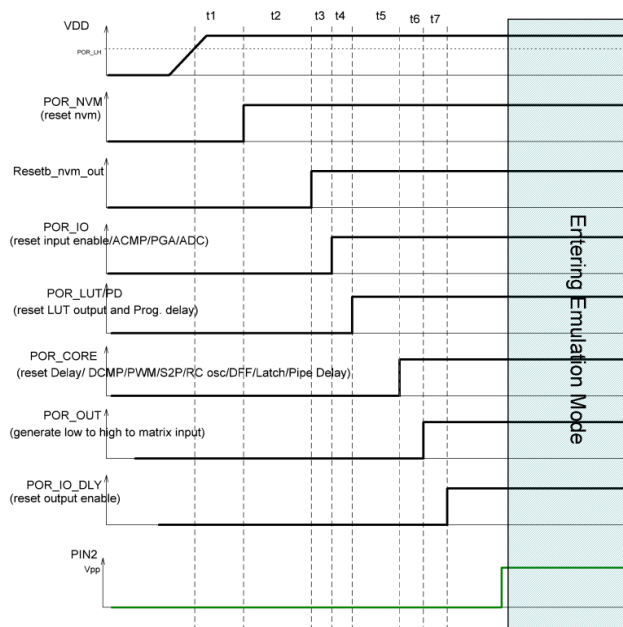 t1 t2 t3 t4 t5 t6 t7
VDD
POR_LH
POR_NVM
(reset nvm)
Resetb_nvm_out
POR_IO
(reset input enable/ACMP/PGA/ADC)
POR_LUT/PD
(reset LUT output and Prog. delay)
POR_CORE
(reset Delay/ DCMP/PWM/S2P/RC osc/DFF/Latch/Pipe Delay)
POR_OUT
(generate low to high to matrix input)
POR_IO_DLY
(reset output enable)
PIN2
Vpp
Entering Emulation Mode